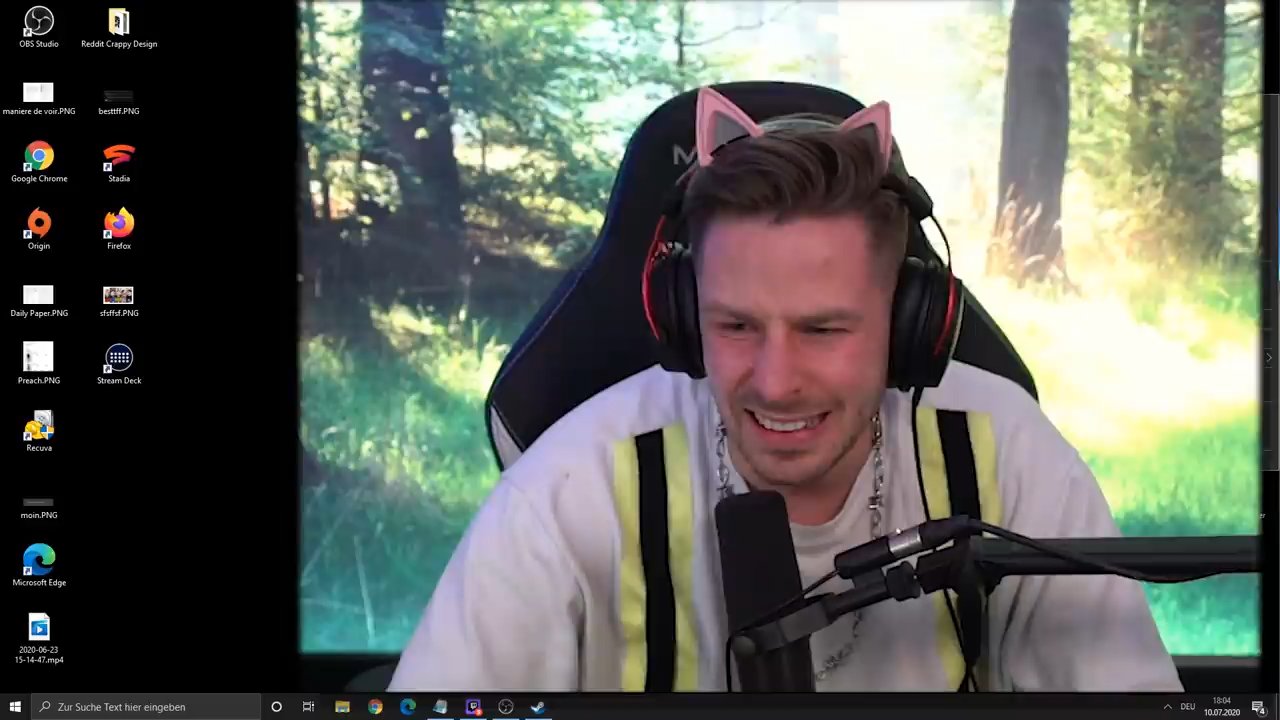 OBS Studio
Reddit Crappy Design
maniere de voir.PNG
besttff.PNG
Google Chrome
Stadia
Origin
Firefox
Daily Paper.PNG
sfsffsf.PNG
Preach.PNG
Stream Deck
Recuva
moin.PNG
Microsoft Edge
2020-06-23
15-14-47.mp4
Zur Suche Text hier eingeben
DEU
18:04
10.07.2020
4